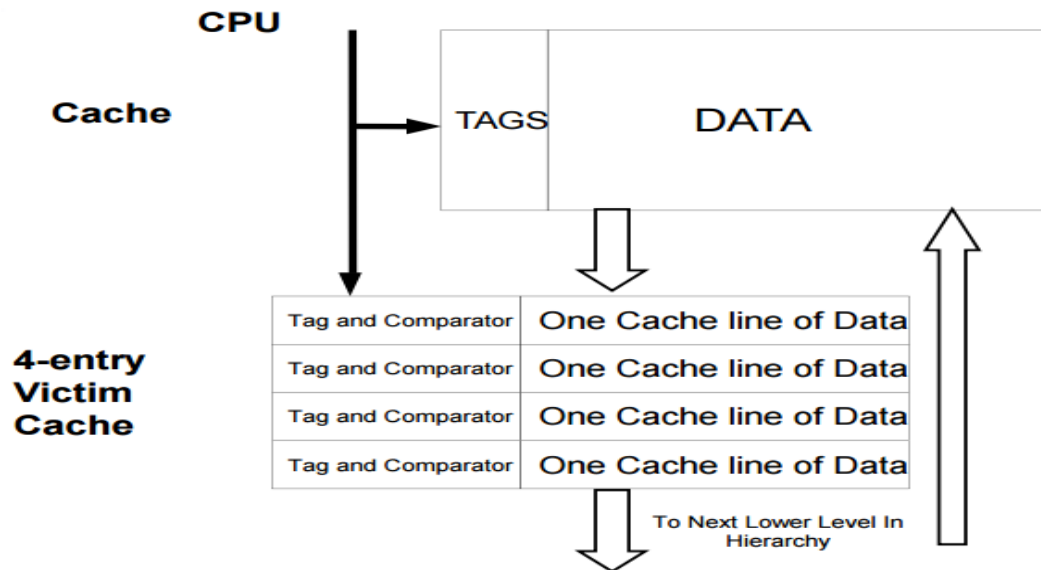 CPU
Cache
TAGS
DATA
4-entry
Victim
Cache
Tag and Comparator
One Cache line of Data
Tag and Comparator
One Cache line of Data
Tag and Comparator
One Cache line of Data
Tag and Comparator
One Cache line of Data
To Next Lower Level In
Hierarchy